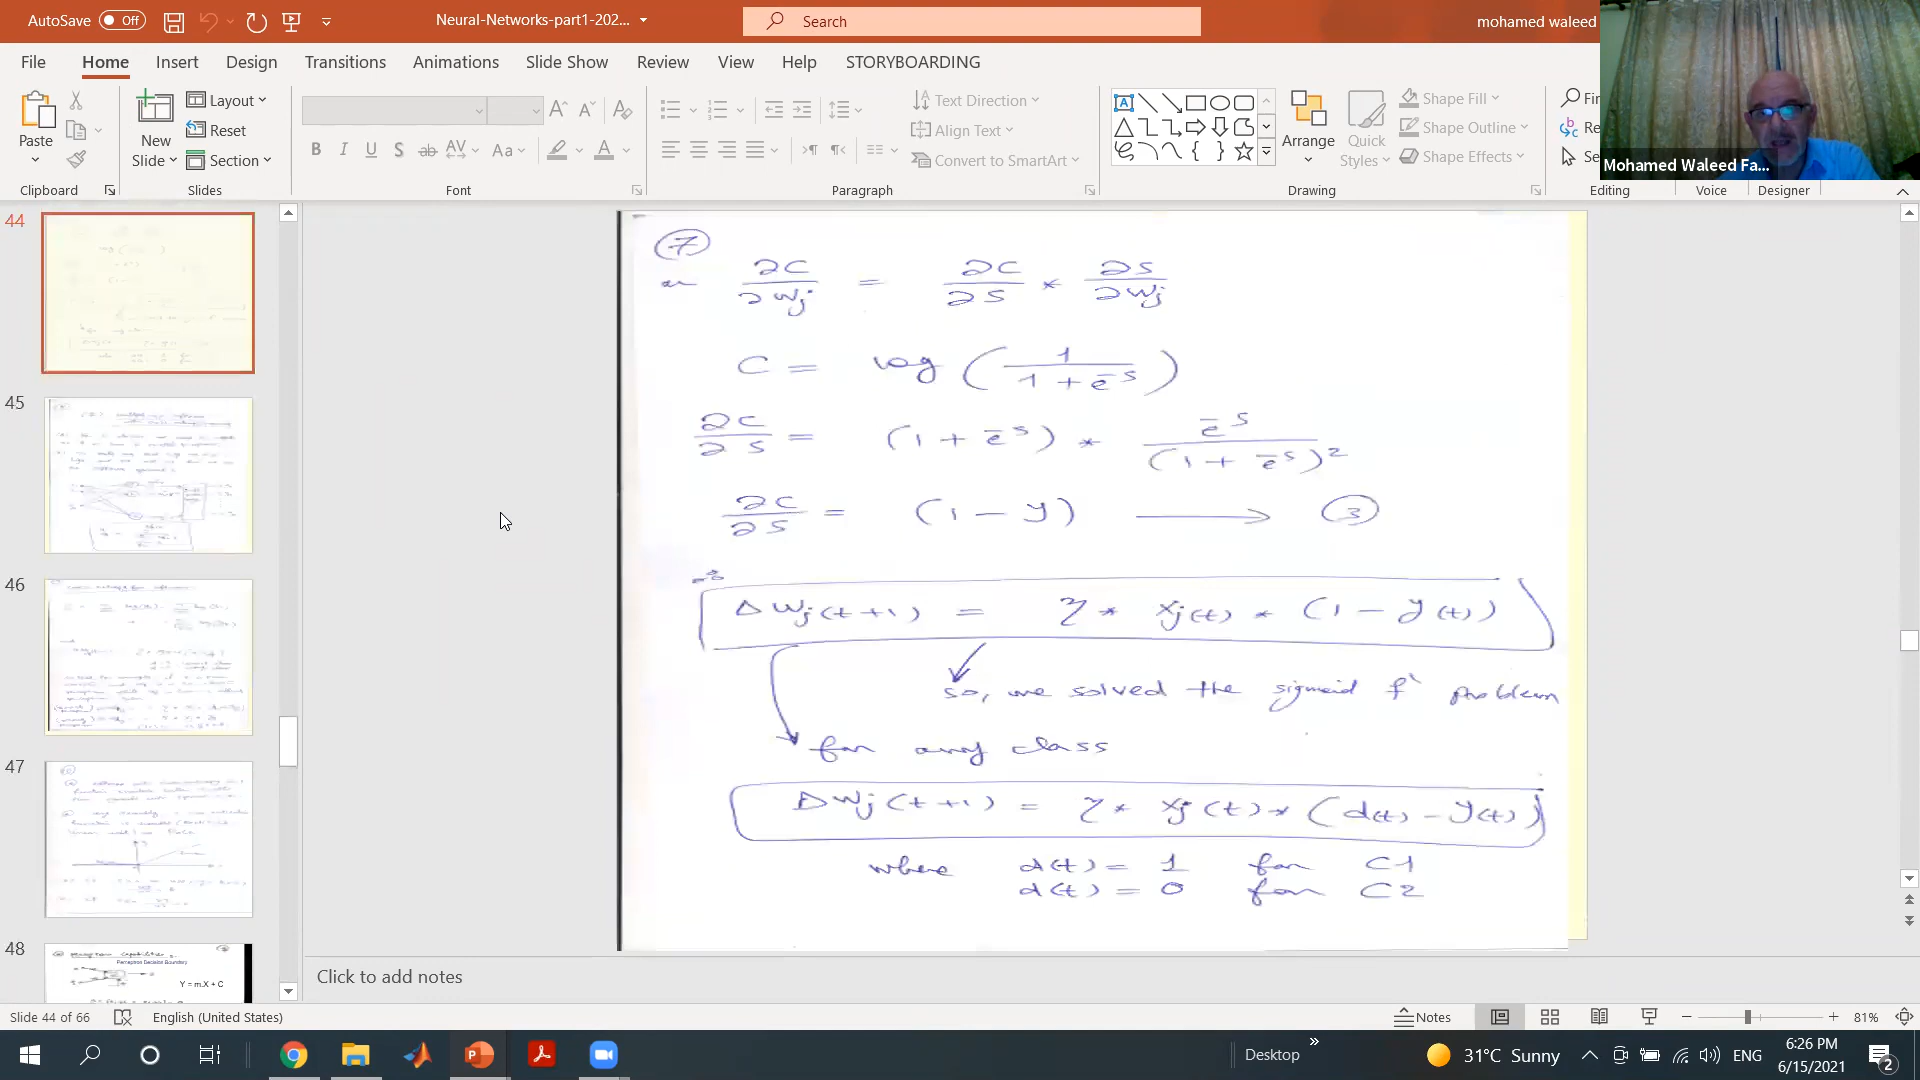 AutoSave Off Neural-Networks-part1-202... Search mohamed waleed
File Home Insert Design Transitions Animations Slide Show Review View Help STORYBOARDING
Paste
New Slide
Layout
Reset
Section
Text Direction
Align Text
Convert to SmartArt
Arrange
Quick Styles
Shape Fill
Shape Outline
Shape Effects
Mohamed Waleed Fa...
Clipboard Slides Font Paragraph Drawing Editing Voice Designer
44
45
46
47
48
Perceptron Decision Boundary
Y = m.X + C
7
∂C/∂Wj = ∂C/∂S * ∂S/∂Wj
C = log ( 1 / (1 + e^-s) )
∂C/∂S = (1 + e^-s) * e^-s / (1 + e^-s)^2
∂C/∂S = (1 - y) → 3
ΔWj(t+1) = η * xj(t) * (1 - y(t))
so, we solved the sigmoid f^n problem
for any class
ΔWj(t+1) = η * xj(t) * (d(t) - y(t))
where d(t) = 1 for C1
d(t) = 0 for C2
Click to add notes
Slide 44 of 66 English (United States) Notes 81%
Desktop 31°C Sunny ENG 6:26 PM
6/15/2021 2